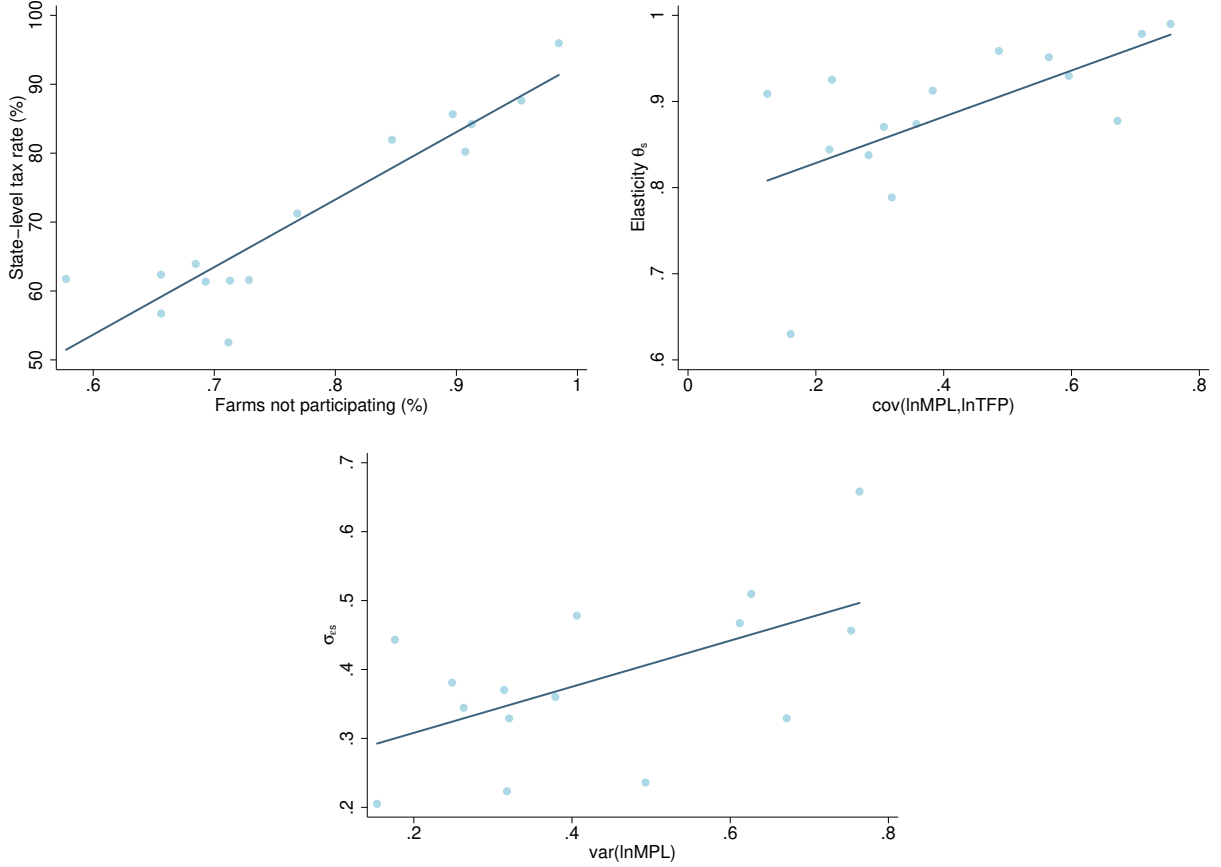 State−level tax rate (%)
100
90
80
70
60
50
.6 .7 .8 .9 1
Farms not participating (%)
Elasticity θs
1
.9
.8
.7
.6
0 .2 .4 .6 .8
cov(lnMPL,lnTFP)
σεs
.7
.6
.5
.4
.3
.2
.2 .4 .6 .8
var(lnMPL)